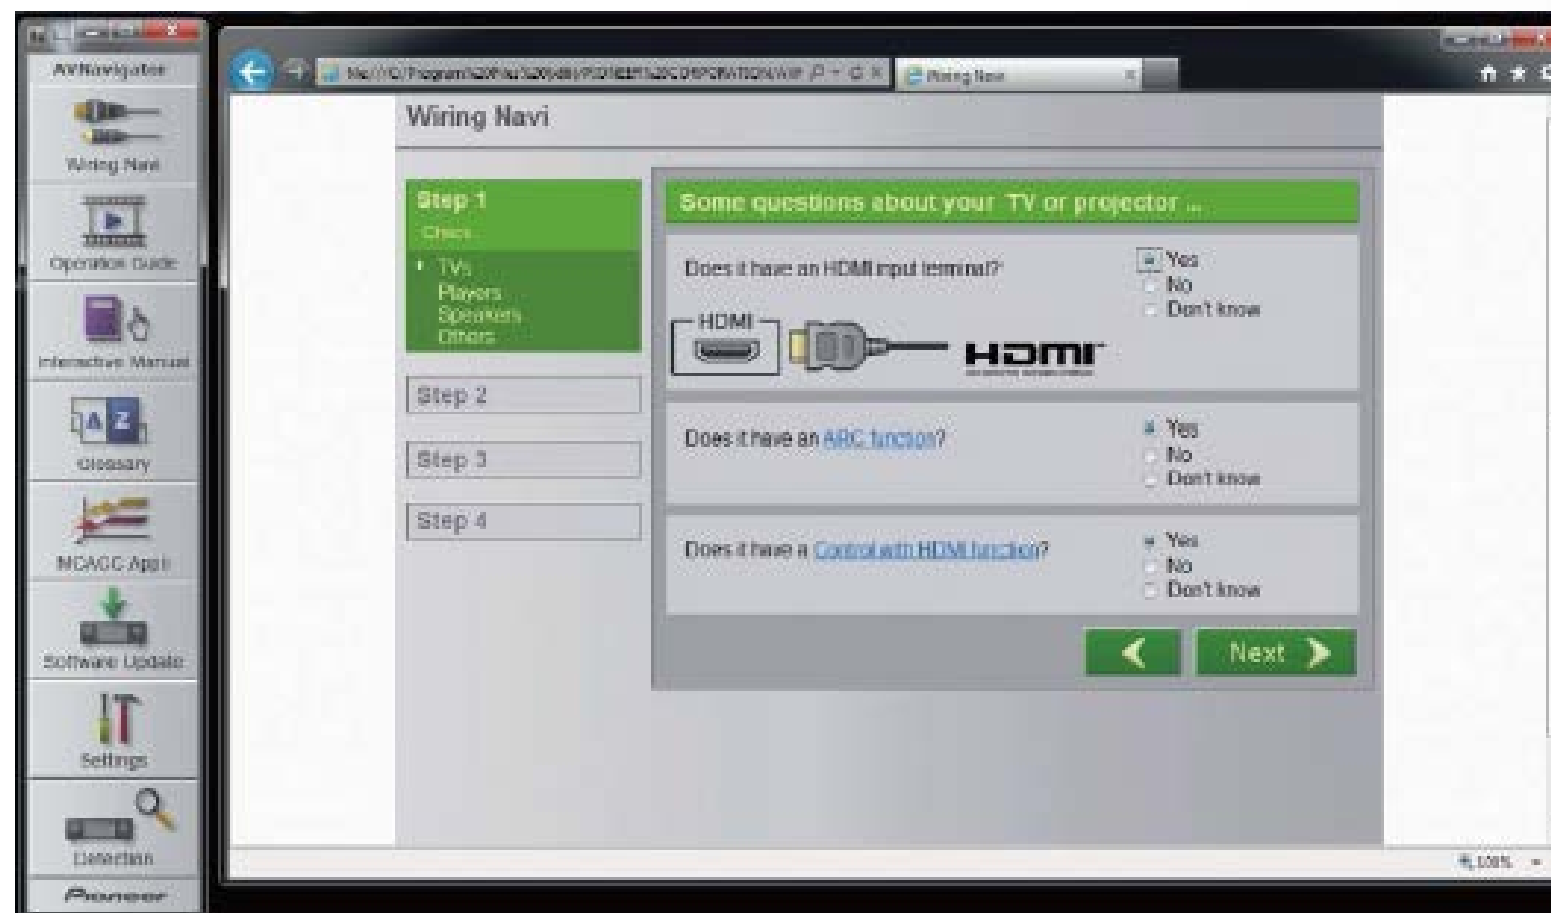 AVNavigator
Wiring Navi
Operation Guide
Interactive Manual
Glossary
MCACC Appli
Software Update
Settings
Detection
Pioneer
Wiring Navi
Wiring Navi
Step 1
Check
TVs
Players
Speakers
Others
Step 2
Step 3
Step 4
Some questions about your TV or projector ...
Does it have an HDMI input terminal?
Yes
No
Don't know
HDMI
HDMI
Does it have an ARC function?
Yes
No
Don't know
Does it have a Control with HDMI function?
Yes
No
Don't know
Next
100%